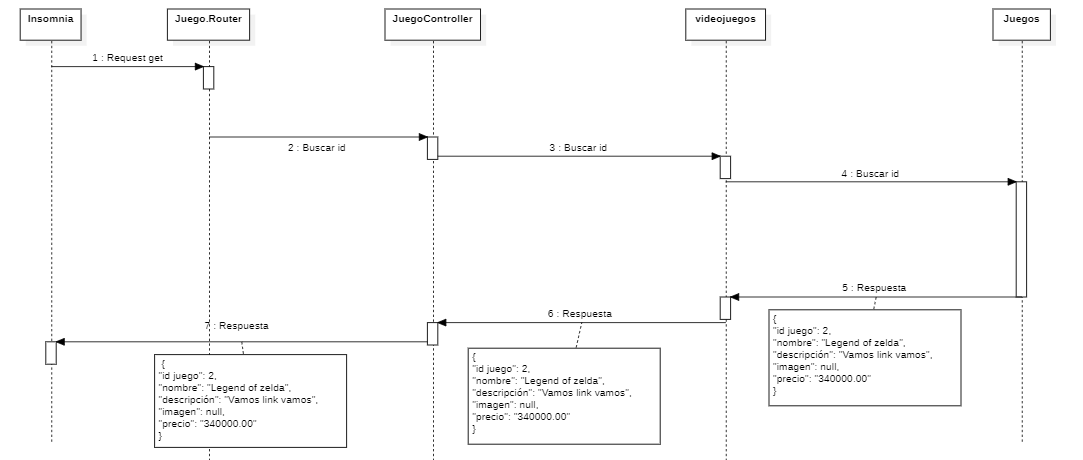 Insomnia
Juego.Router
JuegoController
videojuegos
Juegos
1 : Request get
2 : Buscar id
3 : Buscar id
4 : Buscar id
5 : Respuesta
{
"id juego": 2,
"nombre": "Legend of zelda",
"descripción": "Vamos link vamos",
"imagen": null,
"precio": "340000.00"
}
6 : Respuesta
{
"id juego": 2,
"nombre": "Legend of zelda",
"descripción": "Vamos link vamos",
"imagen": null,
"precio": "340000.00"
}
7 : Respuesta
{
"id juego": 2,
"nombre": "Legend of zelda",
"descripción": "Vamos link vamos",
"imagen": null,
"precio": "340000.00"
}